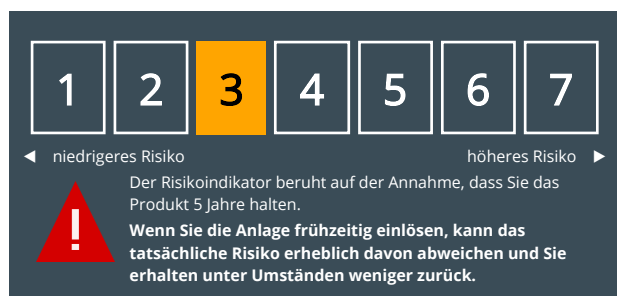 1 2 3 4 5 6 7
niedrigeres Risiko höheres Risiko
Der Risikoindikator beruht auf der Annahme, dass Sie das
Produkt 5 Jahre halten.
Wenn Sie die Anlage frühzeitig einlösen, kann das
tatsächliche Risiko erheblich davon abweichen und Sie
erhalten unter Umständen weniger zurück.
!